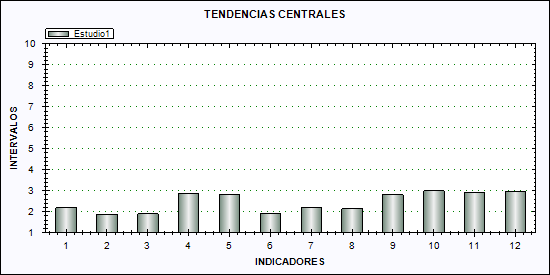 TENDENCIAS CENTRALES
Estudio1
10
9
8
7
6
5
4
3
2
1
INTERVALOS
1 2 3 4 5 6 7 8 9 10 11 12
INDICADORES